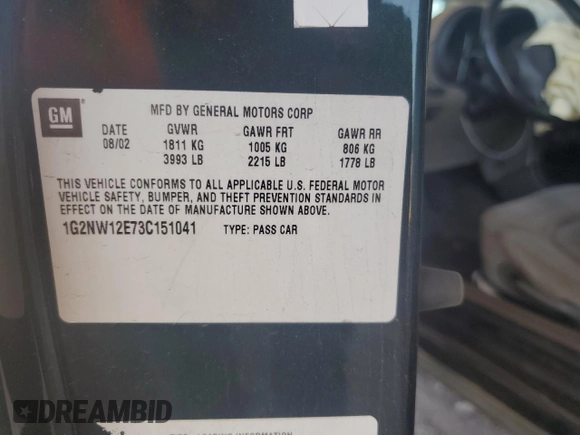 GM
MFD BY GENERAL MOTORS CORP
DATE GVWR GAWR FRT GAWR RR
08/02 1811 KG 1005 KG 806 KG
3993 LB 2215 LB 1778 LB
THIS VEHICLE CONFORMS TO ALL APPLICABLE U.S. FEDERAL MOTOR
VEHICLE SAFETY, BUMPER, AND THEFT PREVENTION STANDARDS IN
EFFECT ON THE DATE OF MANUFACTURE SHOWN ABOVE.
1G2NW12E73C151041 TYPE: PASS CAR
DREAMBID
INFORMATION